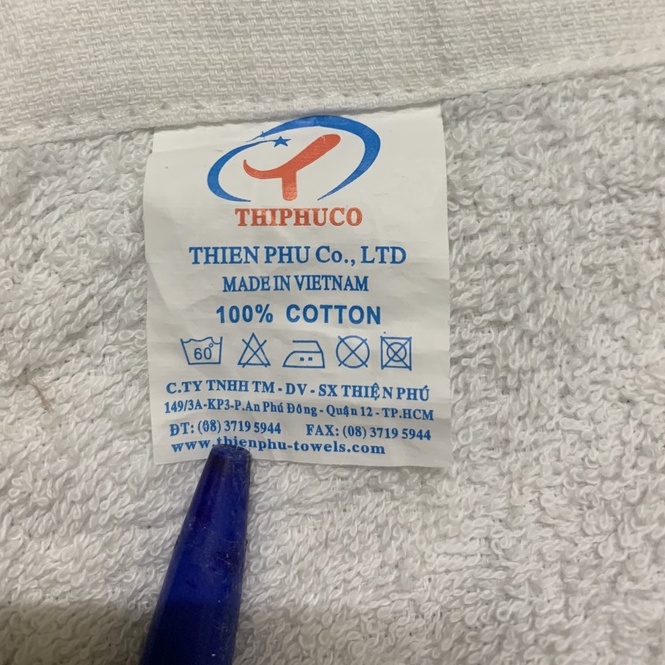 THIPHUCO
THIEN PHU Co., LTD
MADE IN VIETNAM
100% COTTON
60°
C.TY TNHH TM - DV - SX THIỆN PHÚ
149/3A-KP3-P.An Phú Đông - Quận 12 - TP.HCM
ĐT: (08) 3719 5944 FAX: (08) 3719 5944
www.thienphu-towels.com